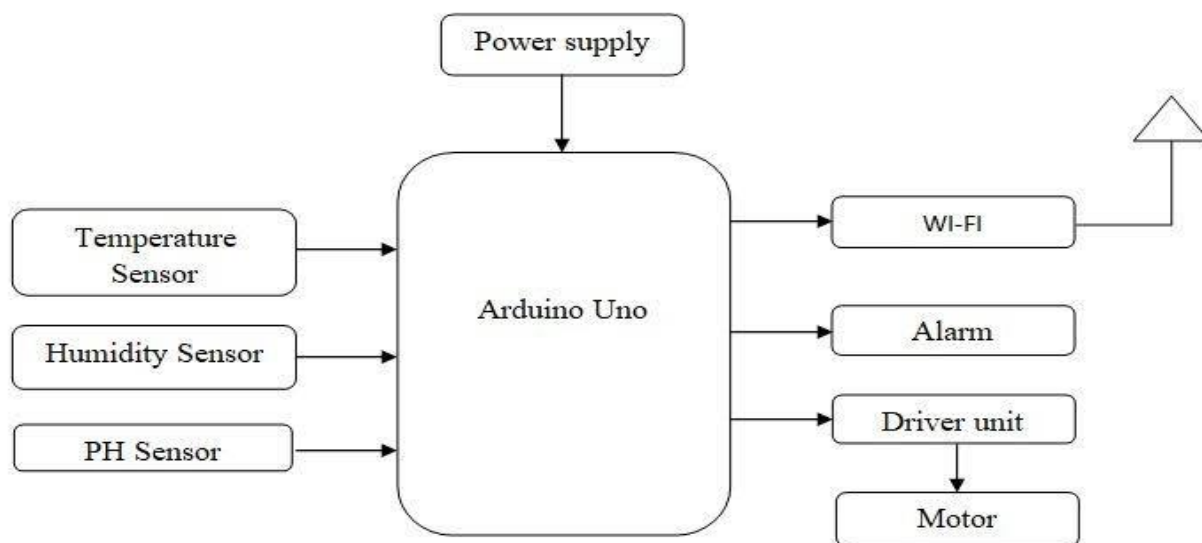 Power supply
Temperature
Sensor
Humidity Sensor
PH Sensor
Arduino Uno
WI-FI
Alarm
Driver unit
Motor